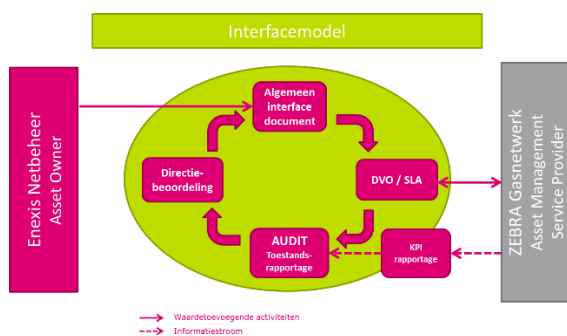 Interfacemodel
Enexis Netbeheer
Asset Owner
Algemeen
interface
document
Directie-
beoordeling
DVO / SLA
AUDIT
Toestands-
rapportage
KPI
rapportage
ZEBRA Gasnetwerk
Asset Management
Service Provider
Waardetoevoegende activiteiten
Informatiestroom